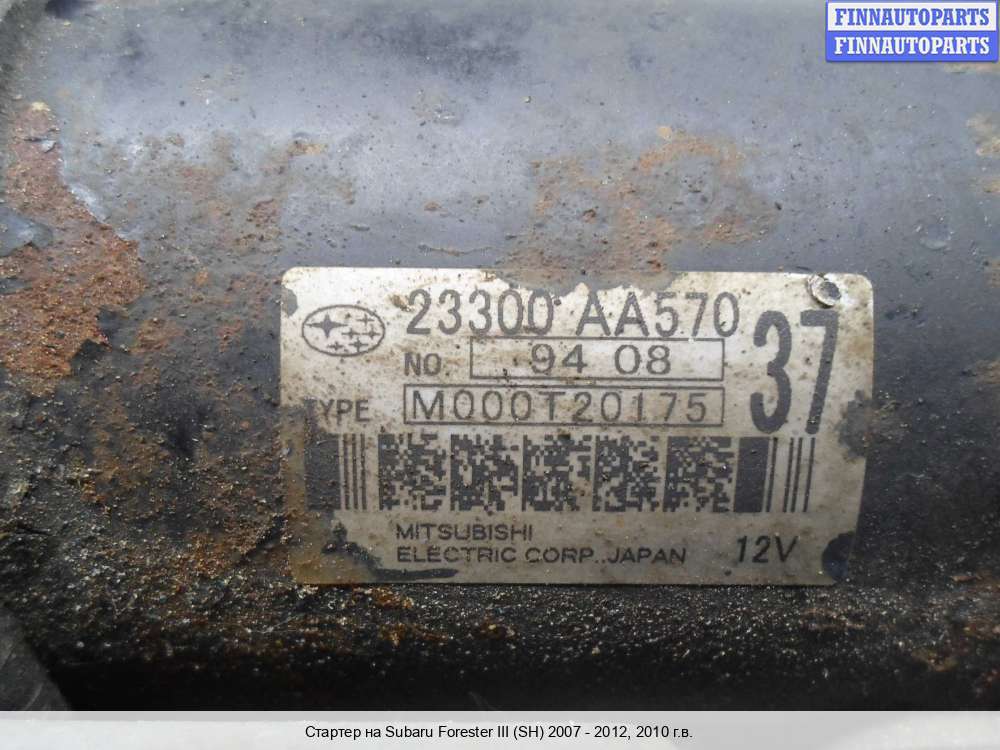 FINNAUTOPARTS
FINNAUTOPARTS
23300 AA570
NO. 94 08
37
TYPE M000T20175
MITSUBISHI
ELECTRIC CORP., JAPAN 12V
Стартер на Subaru Forester III (SH) 2007 - 2012, 2010 г.в.